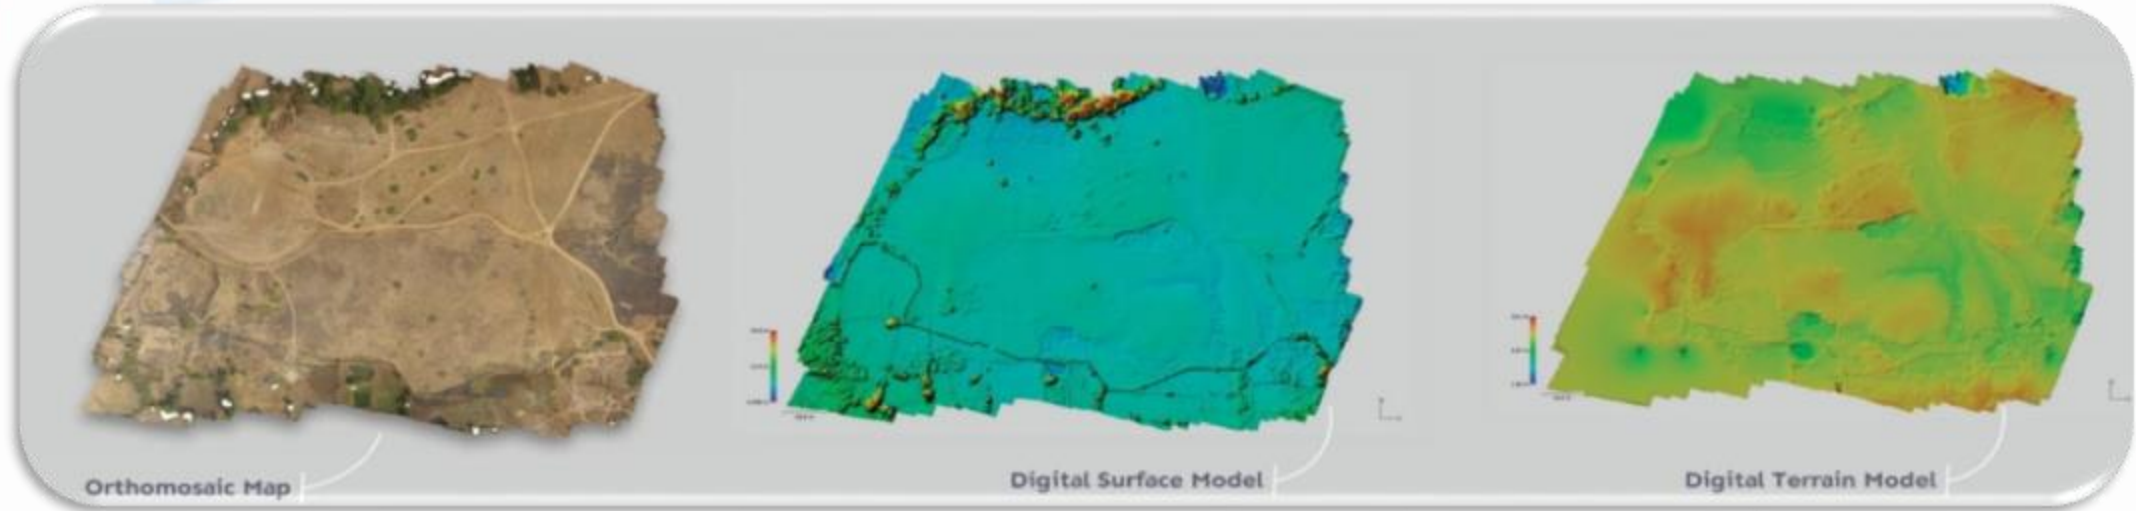 Orthomosaic Map
Digital Surface Model
Digital Terrain Model